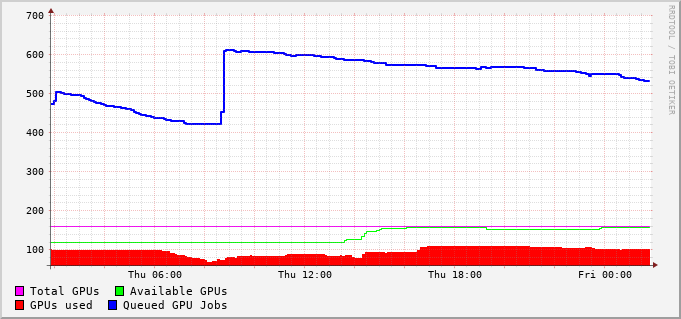 700
600
500
400
300
200
100
Thu 06:00 Thu 12:00 Thu 18:00 Fri 00:00
Total GPUs Available GPUs
GPUs used Queued GPU Jobs
RRDTOOL / TOBI OETIKER